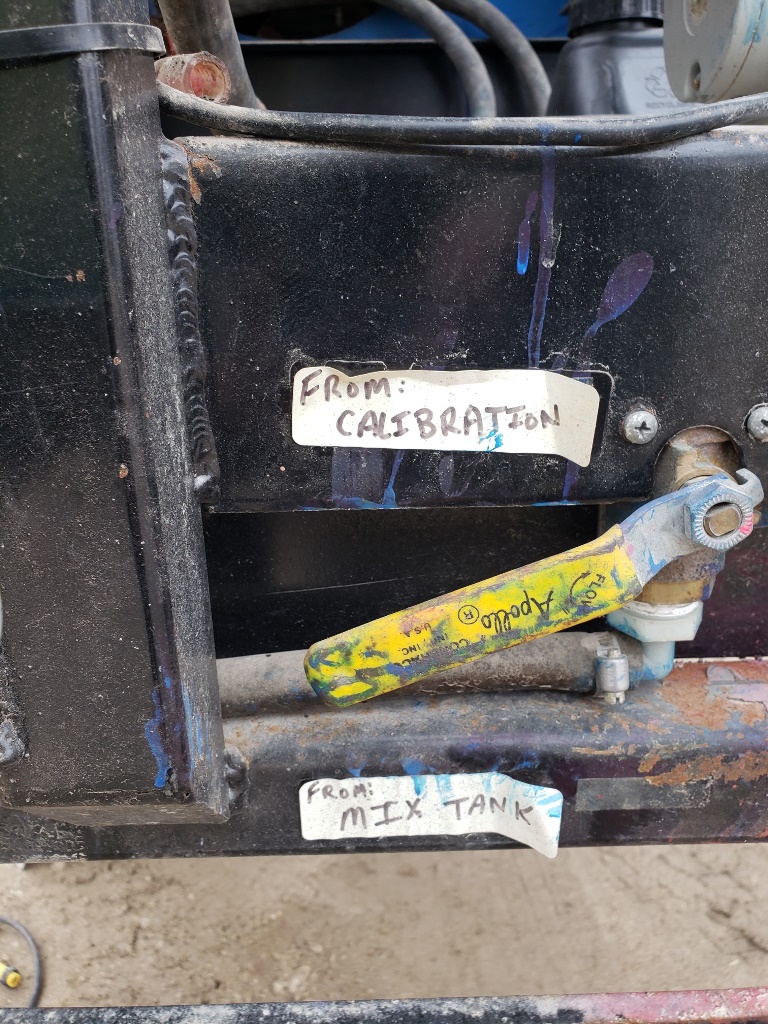 FROM:
CALIBRATION
FLOW
Apollo ®
U.S.A
FROM:
MIX TANK